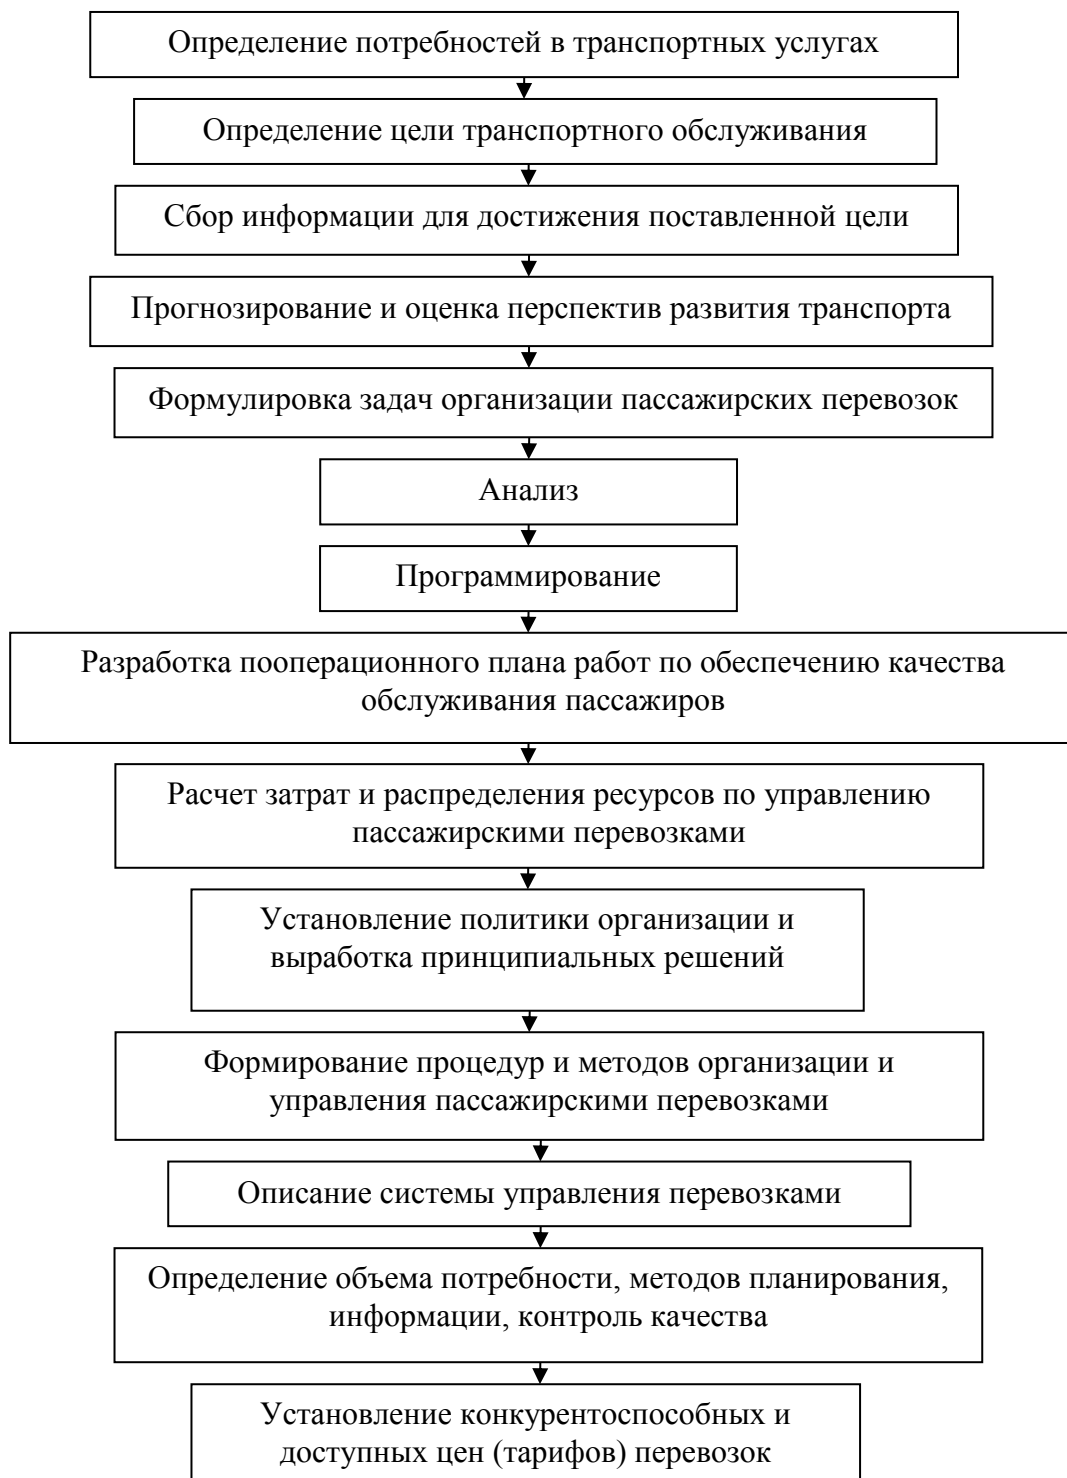 Определение потребностей в транспортных услугах
Определение цели транспортного обслуживания
Сбор информации для достижения поставленной цели
Прогнозирование и оценка перспектив развития транспорта
Формулировка задач организации пассажирских перевозок
Анализ
Программирование
Разработка пооперационного плана работ по обеспечению качества
обслуживания пассажиров
Расчет затрат и распределения ресурсов по управлению
пассажирскими перевозками
Установление политики организации и
выработка принципиальных решений
Формирование процедур и методов организации и
управления пассажирскими перевозками
Описание системы управления перевозками
Определение объема потребности, методов планирования,
информации, контроль качества
Установление конкурентоспособных и
доступных цен (тарифов) перевозок